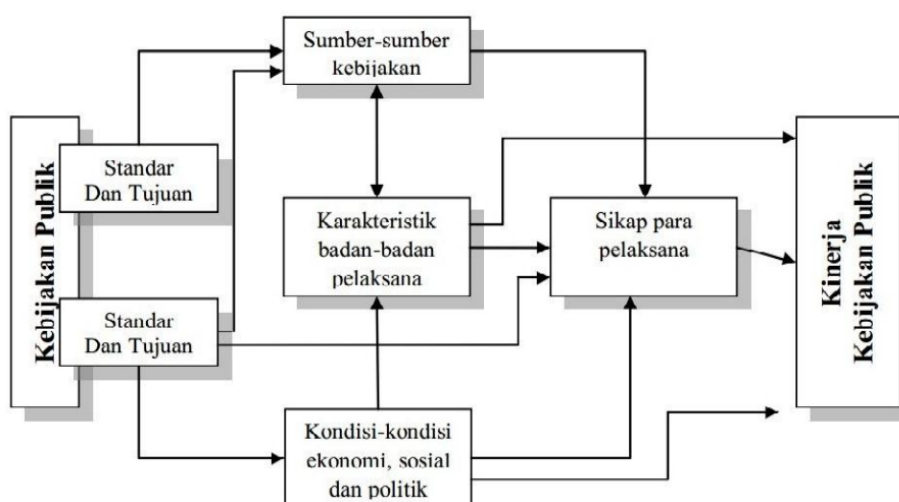 Kebijakan Publik
Standar
Dan Tujuan
Standar
Dan Tujuan
Sumber-sumber
kebijakan
Karakteristik
badan-badan
pelaksana
Kondisi-kondisi
ekonomi, sosial
dan politik
Sikap para
pelaksana
Kinerja
Kebijakan Publik